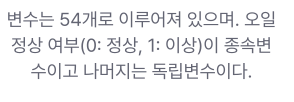 변수는 54개로 이루어져 있으며. 오일
정상 여부(0: 정상, 1: 이상)이 종속변
수이고 나머지는 독립변수이다.